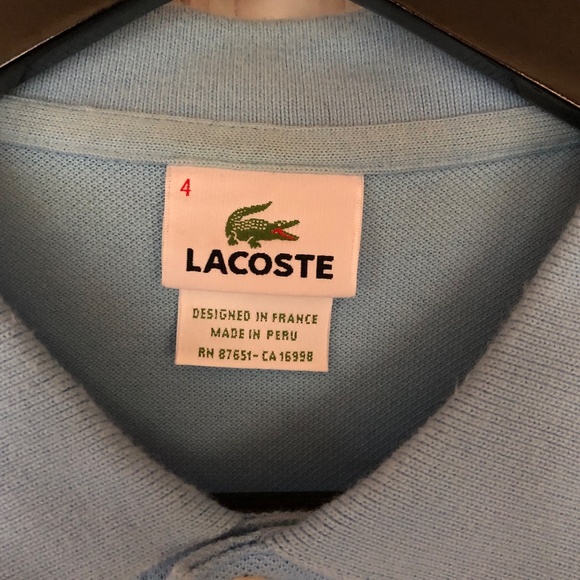 4
LACOSTE
DESIGNED IN FRANCE
MADE IN PERU
RN 87651-CA 16998